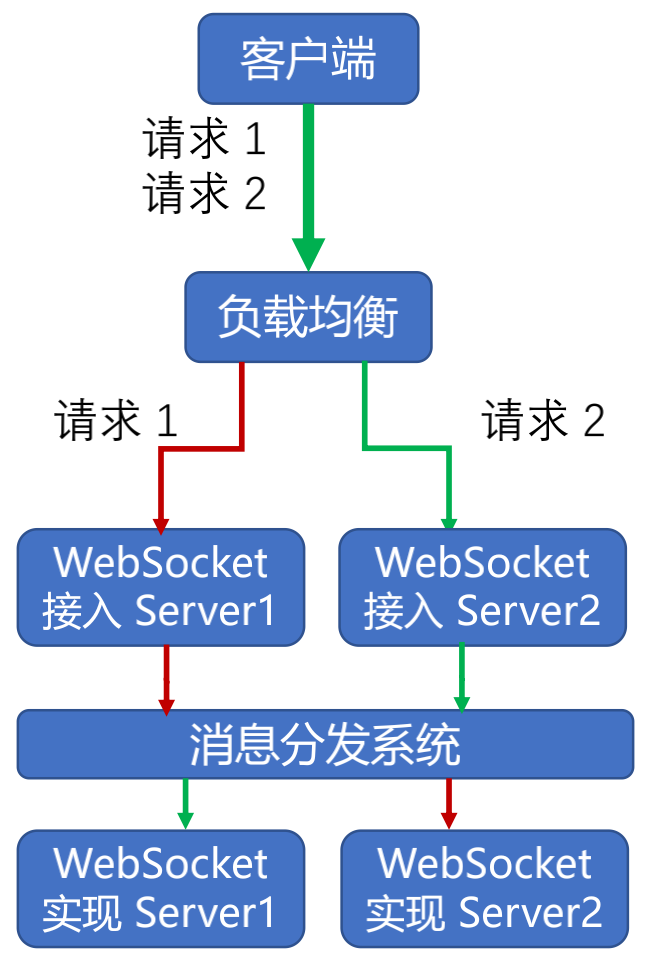 客户端
请求 1
请求 2
负载均衡
请求 1
请求 2
WebSocket
接入 Server1
WebSocket
接入 Server2
消息分发系统
WebSocket
实现 Server1
WebSocket
实现 Server2